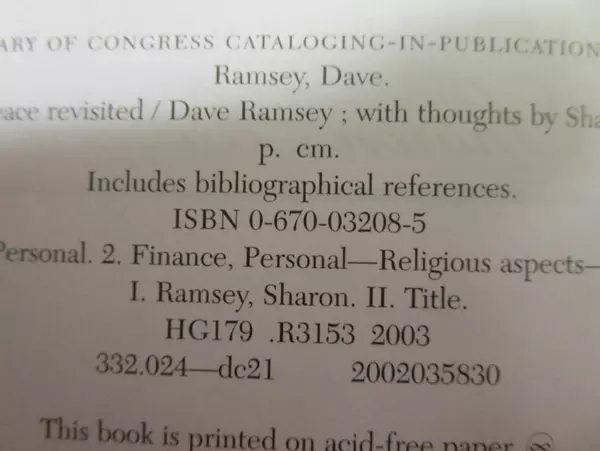 ARY OF CONGRESS CATALOGING-IN-PUBLICATION
Ramsey, Dave.
eace revisited / Dave Ramsey ; with thoughts by Sha
p. cm.
Includes bibliographical references.
ISBN 0-670-03208-5
Personal. 2. Finance, Personal—Religious aspects—
I. Ramsey, Sharon. II. Title.
HG179 .R3153 2003
332.024—dc21 2002035830
This book is printed on acid-free paper. ♾